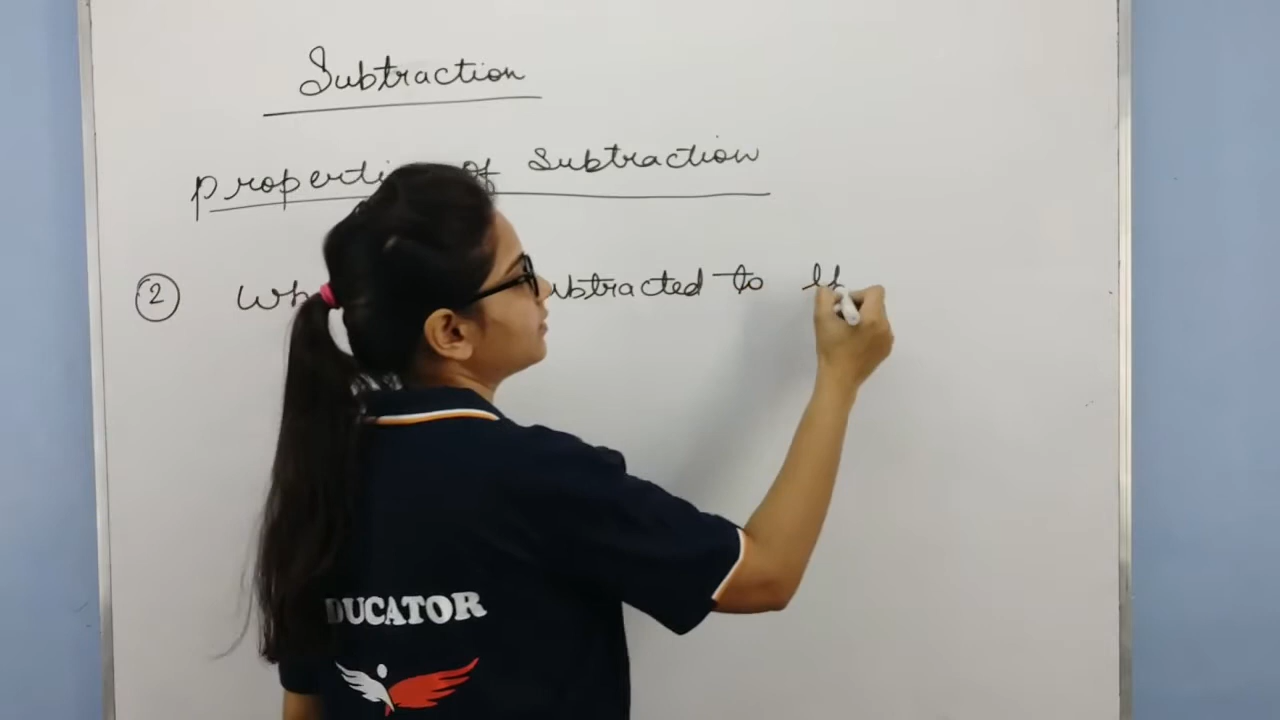 Subtraction
Properti of Subtraction
2 Wh ubtracted to
DUCATOR